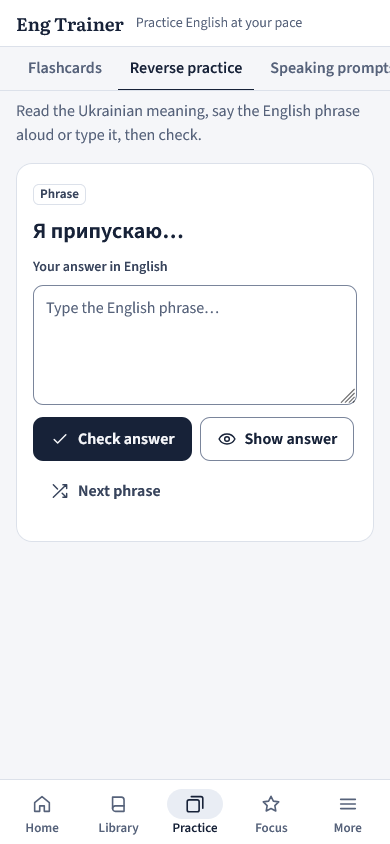 Eng Trainer Practice English at your pace
Flashcards Reverse practice Speaking prompts
Read the Ukrainian meaning, say the English phrase
aloud or type it, then check.
Phrase
Я припускаю…
Your answer in English
Type the English phrase…
Check answer Show answer
Next phrase
Home Library Practice Focus More